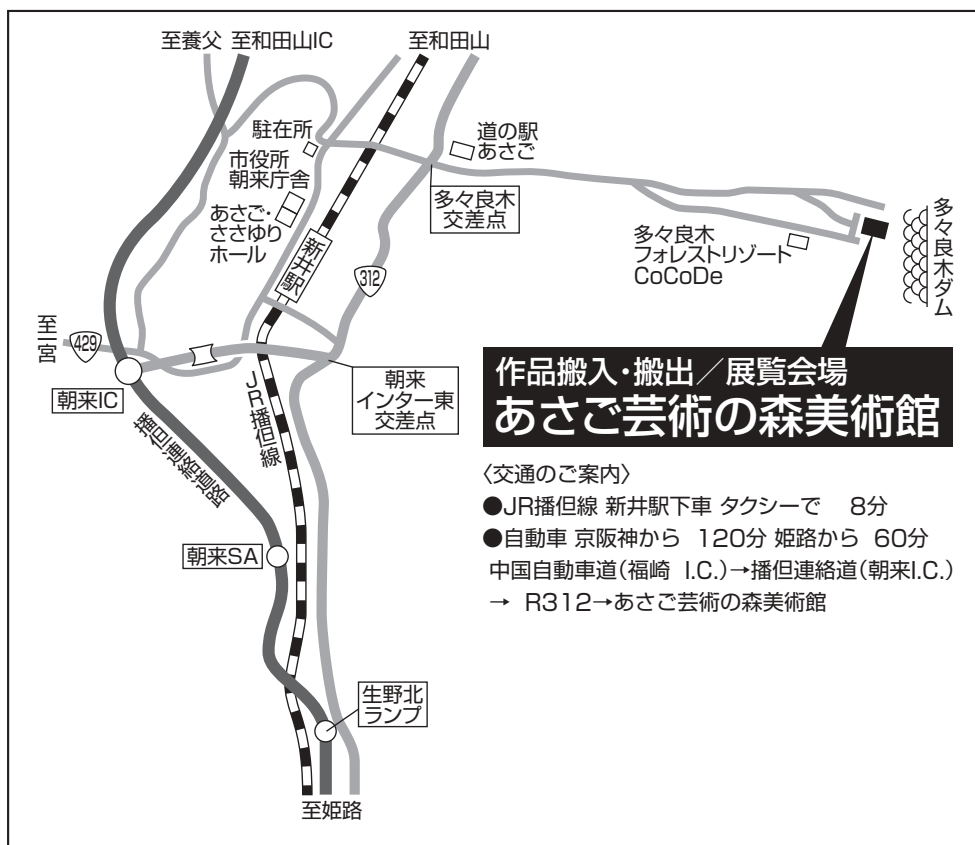 至養父
至和田山IC
至和田山
駐在所
市役所
朝来庁舎
あさご・
ささゆり
ホール
道の駅
あさご
多々良木
交差点
多々良木
フォレストリゾート
CoCoDe
多々良木ダム
新井駅
312
至一宮
429
朝来IC
JR播但線
朝来
インター東
交差点
播但連絡道路
作品搬入・搬出／展覧会場
あさご芸術の森美術館
〈交通のご案内〉
●JR播但線 新井駅下車 タクシーで 8分
●自動車 京阪神から 120分 姫路から 60分
中国自動車道(福崎 I.C.)→播但連絡道(朝来I.C.)
→ R312→あさご芸術の森美術館
朝来SA
生野北
ランプ
至姫路